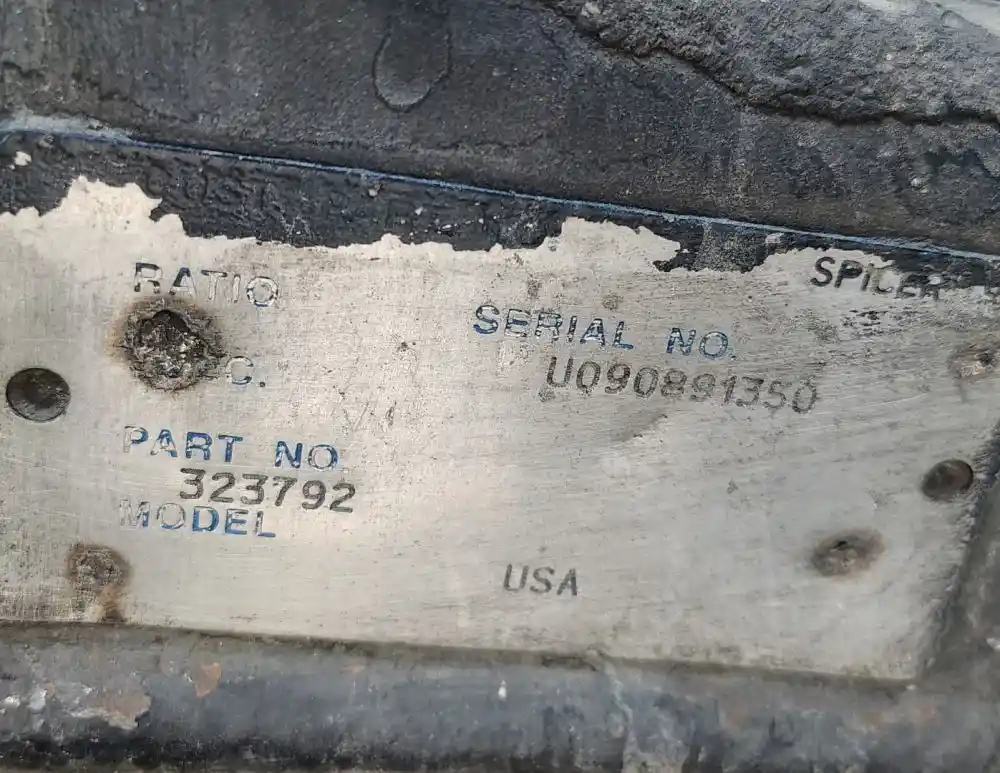 SPICER
RATIO
SERIAL NO.
U090891350
C.
PART NO.
323792
MODEL
USA